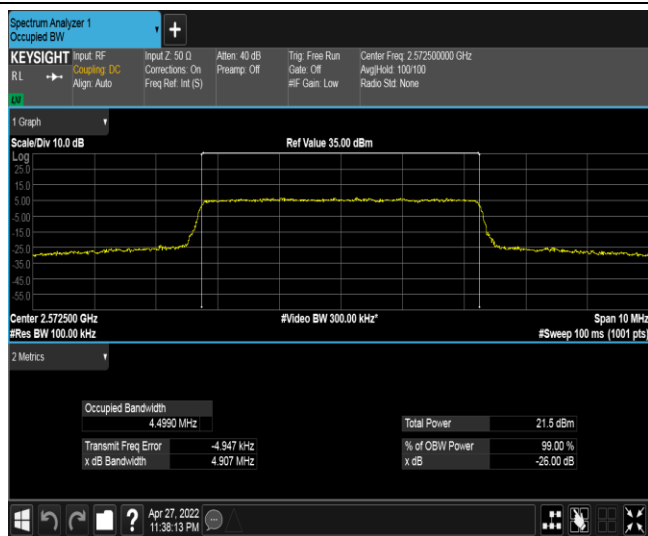 Spectrum Analyzer 1
Occupied BW
+
KEYSIGHT Input: RF Input Z: 50 Ω Atten: 40 dB Trig: Free Run Center Freq: 2.572500000 GHz
RL Coupling: DC Corrections: On Preamp: Off Gate: Off Avg|Hold: 100/100
Align: Auto Freq Ref: Int (S) #IF Gain: Low Radio Std: None
1 Graph
Scale/Div 10.0 dB Ref Value 35.00 dBm
Log
25.0
15.0
5.00
-5.00
-15.0
-25.0
-35.0
-45.0
-55.0
Center 2.572500 GHz #Video BW 300.00 kHz* Span 10 MHz
#Res BW 100.00 kHz #Sweep 100 ms (1001 pts)
2 Metrics
Occupied Bandwidth
4.4990 MHz Total Power 21.5 dBm
Transmit Freq Error -4.947 kHz % of OBW Power 99.00 %
x dB Bandwidth 4.907 MHz x dB -26.00 dB
? Apr 27, 2022
11:38:13 PM